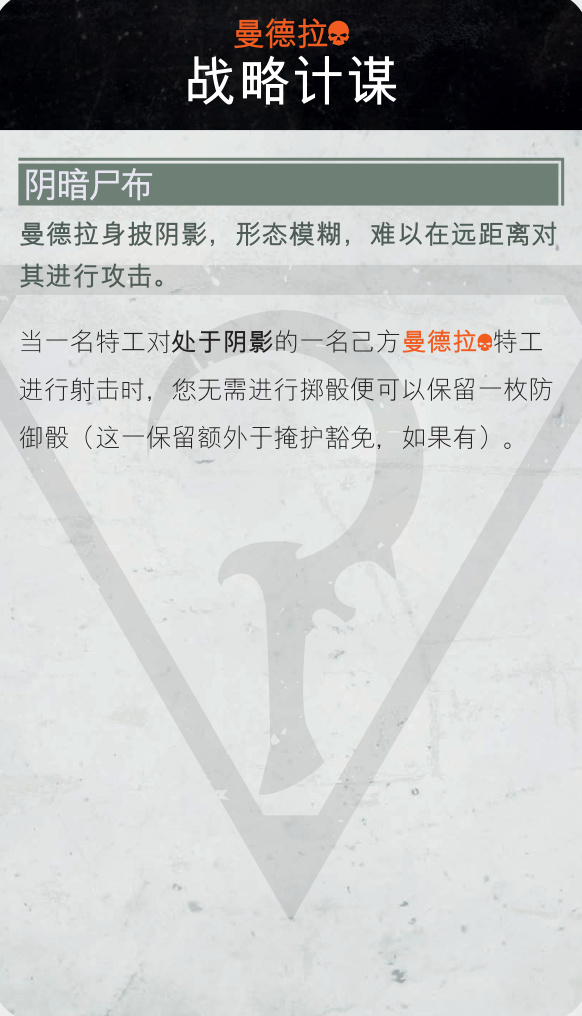 曼德拉
战略计谋
阴暗尸布
曼德拉身披阴影，形态模糊，难以在远距离对
其进行攻击。
当一名特工对处于阴影的一名己方曼德拉特工
进行射击时，您无需进行掷骰便可以保留一枚防
御骰（这一保留额外于掩护豁免，如果有）。